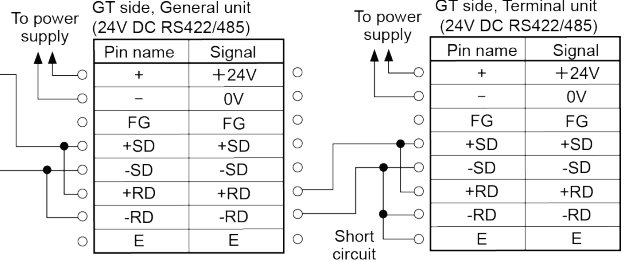 GT side, General unit
(24V DC RS422/485)
To power
supply
Pin name Signal
+ +24V
− 0V
FG FG
+SD +SD
-SD -SD
+RD +RD
-RD -RD
E E
Short
circuit
GT side, Terminal unit
(24V DC RS422/485)
To power
supply
Pin name Signal
+ +24V
− 0V
FG FG
+SD +SD
-SD -SD
+RD +RD
-RD -RD
E E